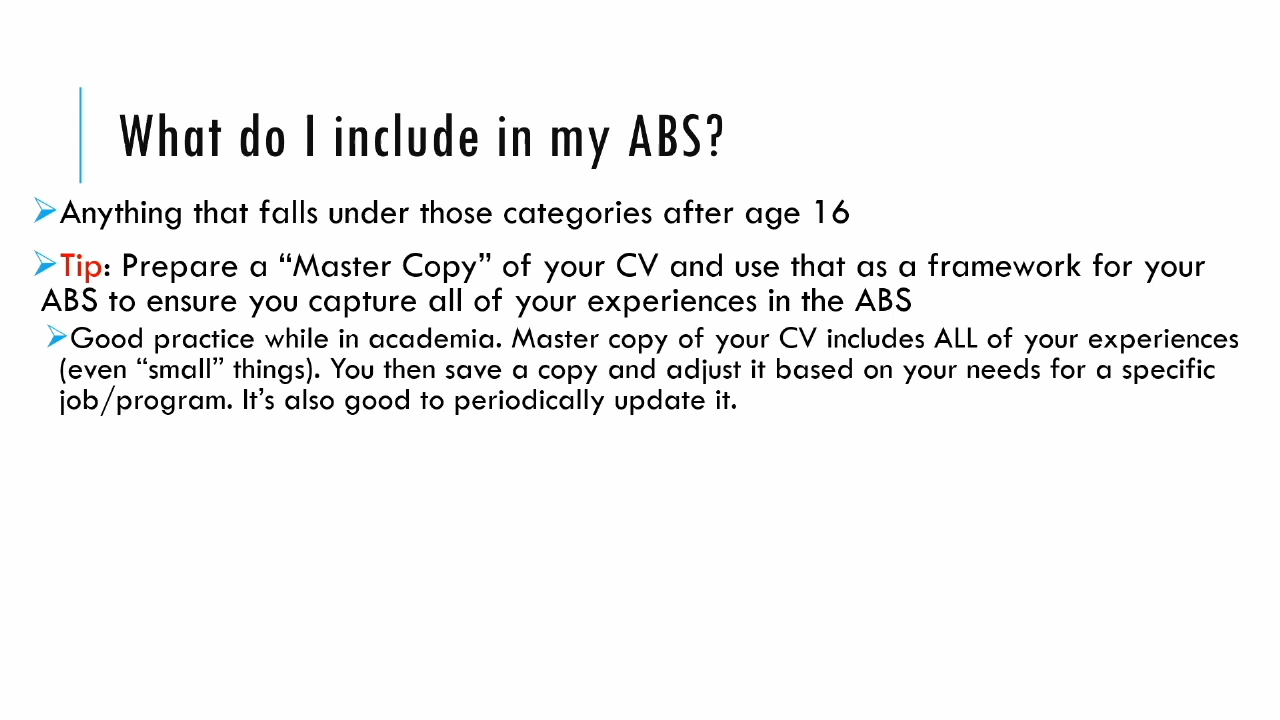 What do I include in my ABS?
Anything that falls under those categories after age 16
Tip: Prepare a “Master Copy” of your CV and use that as a framework for your
ABS to ensure you capture all of your experiences in the ABS
Good practice while in academia. Master copy of your CV includes ALL of your experiences
(even “small” things). You then save a copy and adjust it based on your needs for a specific
job/program. It’s also good to periodically update it.